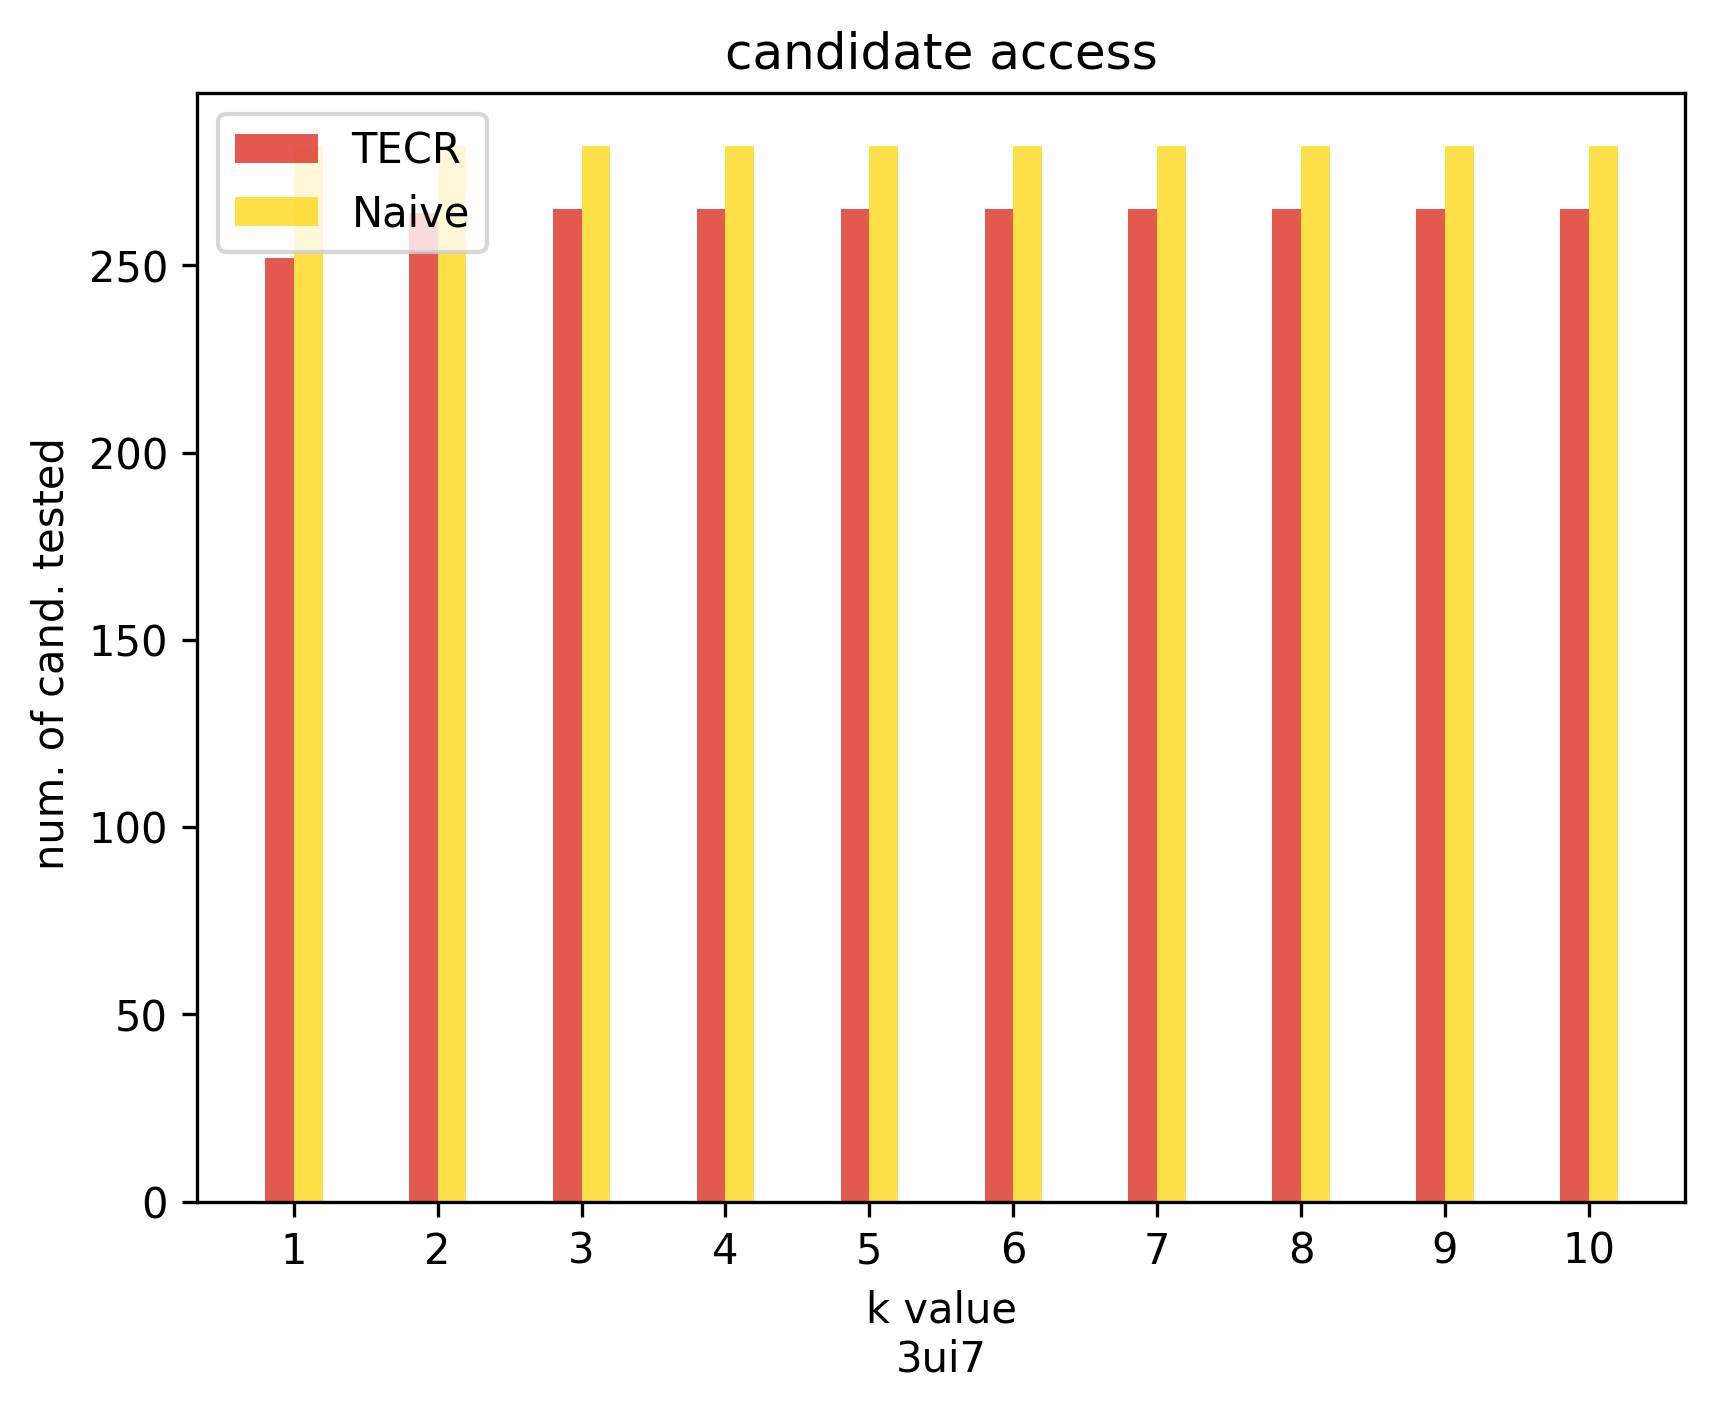 candidate access
TECR
Naive
num. of cand. tested
250
200
150
100
50
0
1 2 3 4 5 6 7 8 9 10
k value
3ui7